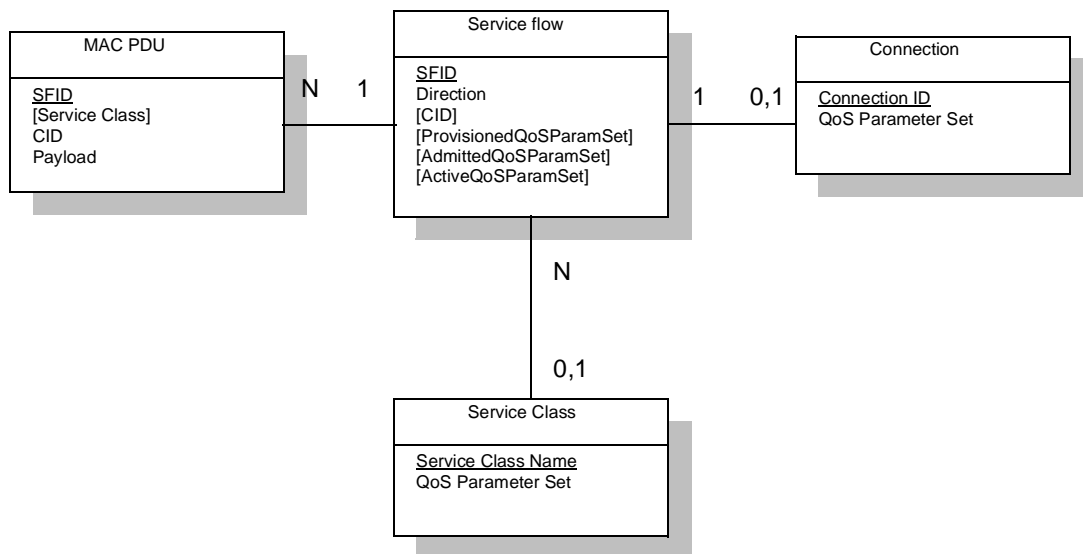 MAC PDU
SFID
[Service Class]
CID
Payload
N 1
Service flow
SFID
Direction
[CID]
[ProvisionedQoSParamSet]
[AdmittedQoSParamSet]
[ActiveQoSParamSet]
1 0,1
Connection
Connection ID
QoS Parameter Set
N
0,1
Service Class
Service Class Name
QoS Parameter Set